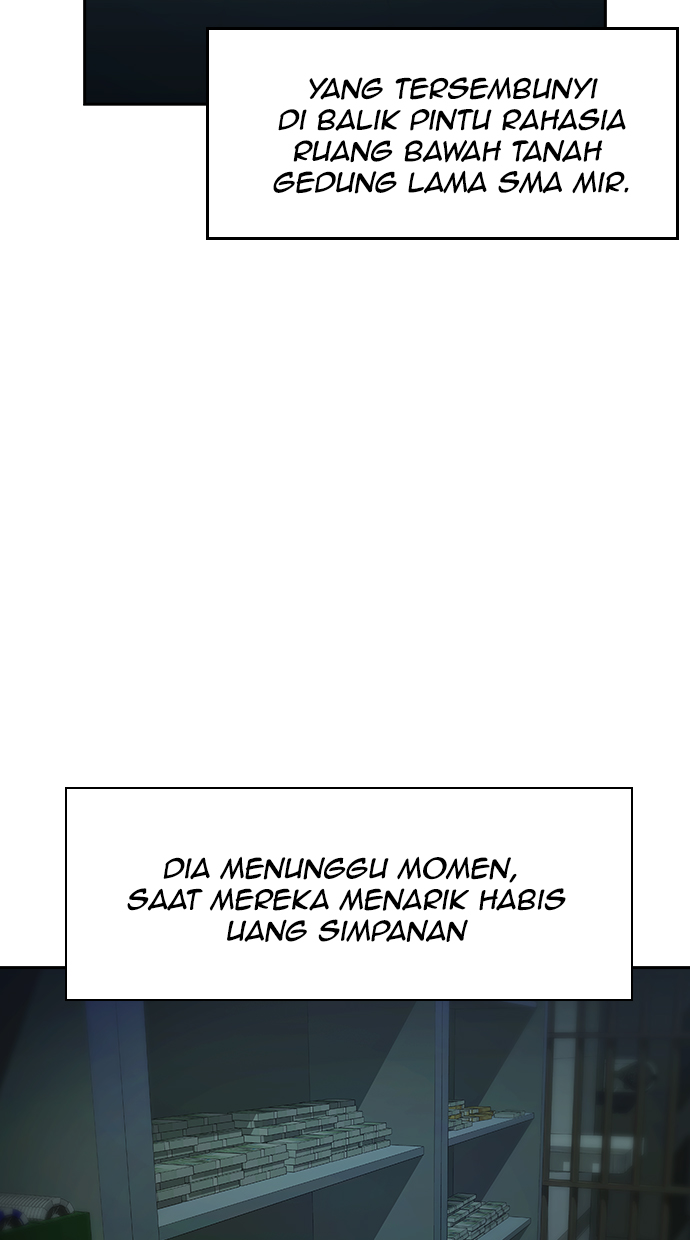 YANG TERSEMBUNYI
DI BALIK PINTU RAHASIA
RUANG BAWAH TANAH
GEDUNG LAMA SMA MIR.
DIA MENUNGGU MOMEN,
SAAT MEREKA MENARIK HABIS
UANG SIMPANAN